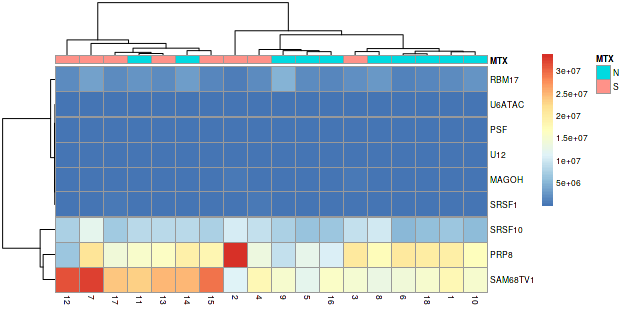 MTX
RBM17
U6ATAC
PSF
U12
MAGOH
SRSF1
SRSF10
PRP8
SAM68TV1
12 7 17 11 13 14 15 2 4 9 5 16 3 8 6 18 1 10
3e+07
2.5e+07
2e+07
1.5e+07
1e+07
5e+06
MTX
N
S